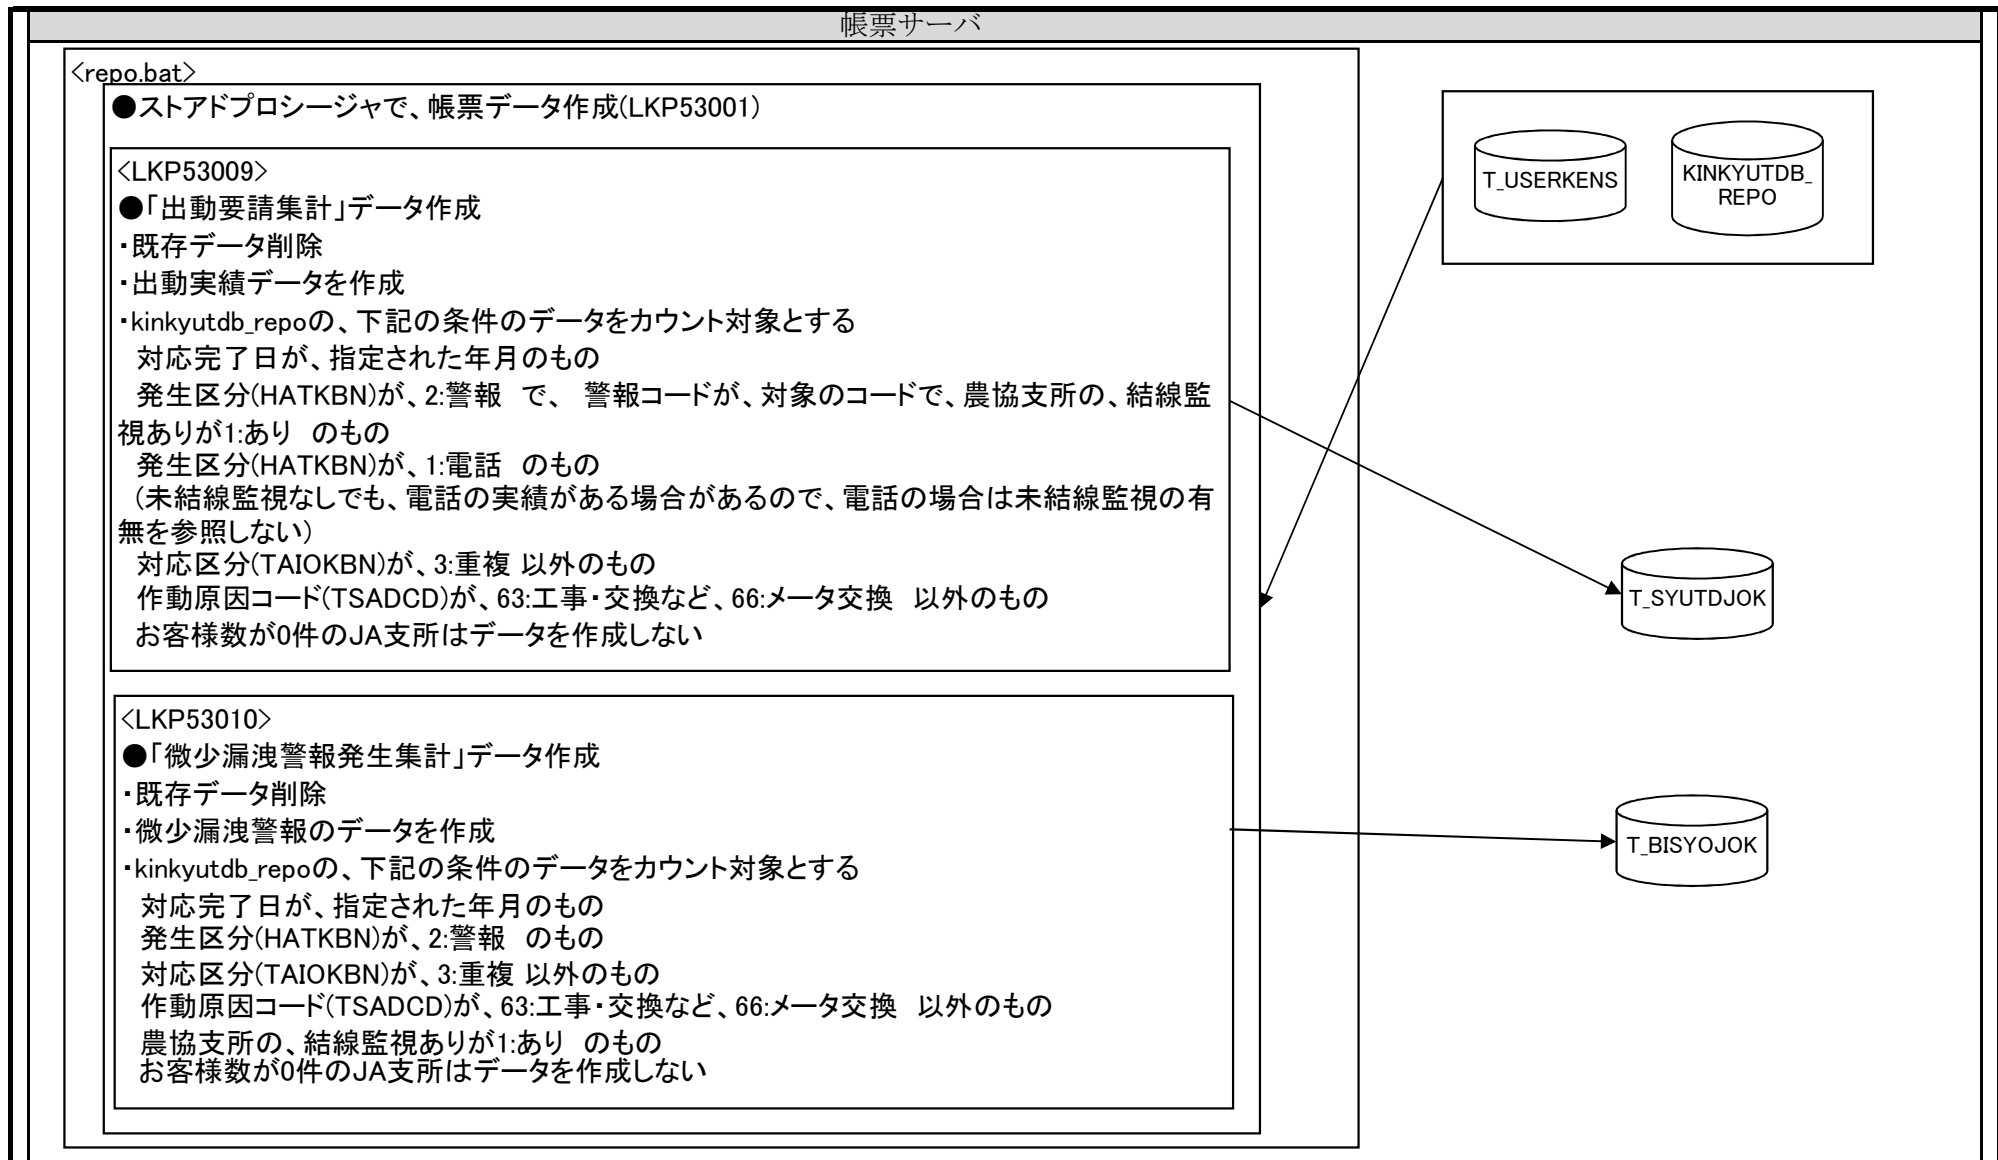 帳票サーバ
<repo.bat>
●ストアドプロシージャで、帳票データ作成(LKP53001)
<LKP53009>
●「出動要請集計」データ作成
・既存データ削除
・出動実績データを作成
・kinkyutdb_repoの、下記の条件のデータをカウント対象とする
対応完了日が、指定された年月のもの
発生区分(HATKBN)が、2:警報　で、 警報コードが、対象のコードで、農協支所の、結線監
視ありが1:あり　のもの
発生区分(HATKBN)が、1:電話　のもの
（未結線監視なしでも、電話の実績がある場合があるので、電話の場合は未結線監視の有
無を参照しない）
対応区分(TAIOKBN)が、3:重複 以外のもの
作動原因コード(TSADCD)が、63:工事・交換など、66:メータ交換　以外のもの
お客様数が0件のJA支所はデータを作成しない
<LKP53010>
●「微少漏洩警報発生集計」データ作成
・既存データ削除
・微少漏洩警報のデータを作成
・kinkyutdb_repoの、下記の条件のデータをカウント対象とする
対応完了日が、指定された年月のもの
発生区分(HATKBN)が、2:警報　のもの
対応区分(TAIOKBN)が、3:重複 以外のもの
作動原因コード(TSADCD)が、63:工事・交換など、66:メータ交換　以外のもの
農協支所の、結線監視ありが1:あり　のもの
お客様数が0件のJA支所はデータを作成しない
T_USERKENS
KINKYUTDB_
REPO
T_SYUTDJOK
T_BISYOJOK